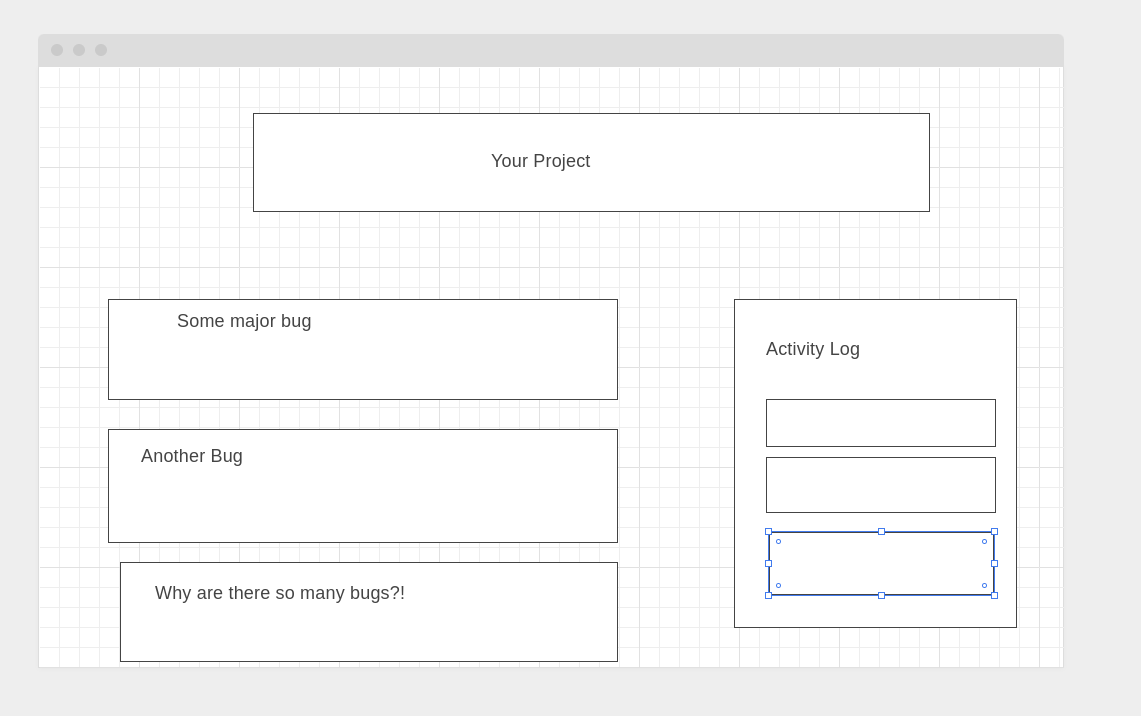 Your Project
Some major bug
Activity Log
Another Bug
Why are there so many bugs?!